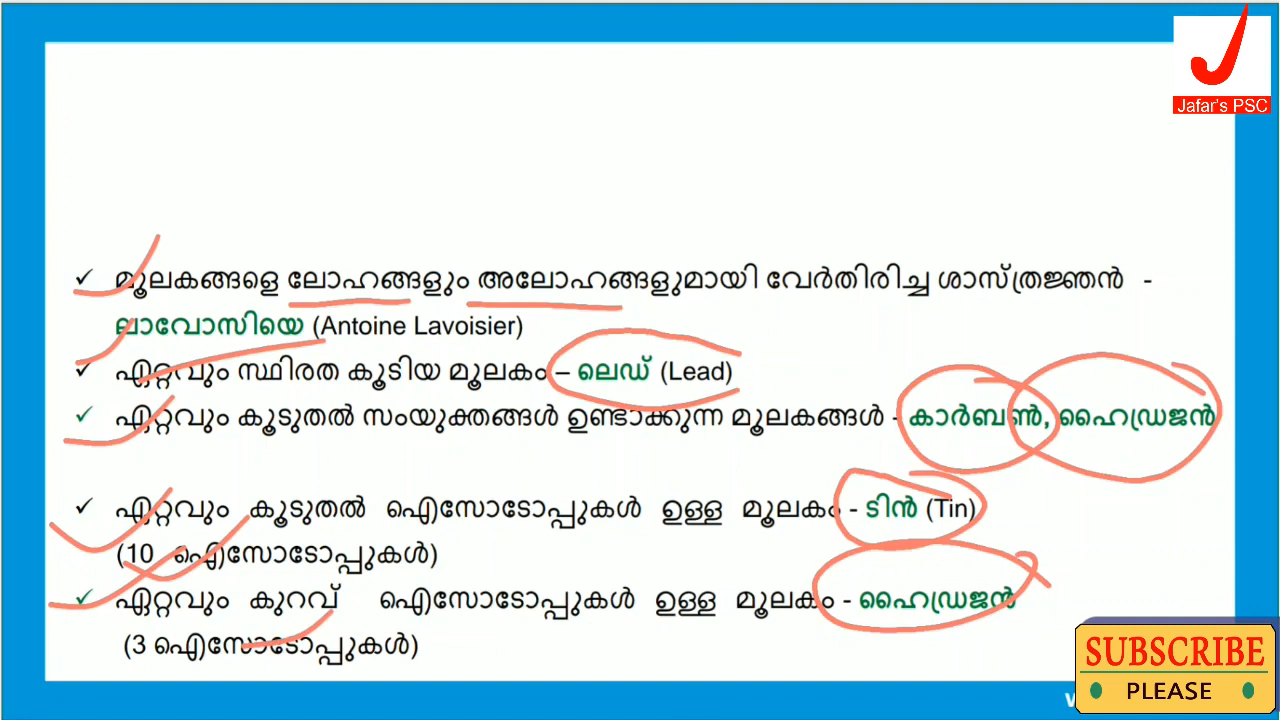 Jafar's PSC
✓ മൂലകങ്ങളെ ലോഹങ്ങളും അലോഹങ്ങളുമായി വേർതിരിച്ച ശാസ്ത്രജ്ഞൻ -
ലാവോസിയെ (Antoine Lavoisier)
✓ ഏറ്റവും സ്ഥിരത കൂടിയ മൂലകം – ലെഡ് (Lead)
✓ ഏറ്റവും കൂടുതൽ സംയുക്തങ്ങൾ ഉണ്ടാക്കുന്ന മൂലകങ്ങൾ - കാർബൺ, ഹൈഡ്രജൻ
✓ ഏറ്റവും കൂടുതൽ ഐസോടോപ്പുകൾ ഉള്ള മൂലകം - ടിൻ (Tin)
(10 ഐസോടോപ്പുകൾ)
✓ ഏറ്റവും കുറവ് ഐസോടോപ്പുകൾ ഉള്ള മൂലകം - ഹൈഡ്രജൻ
(3 ഐസോടോപ്പുകൾ)
SUBSCRIBE
PLEASE